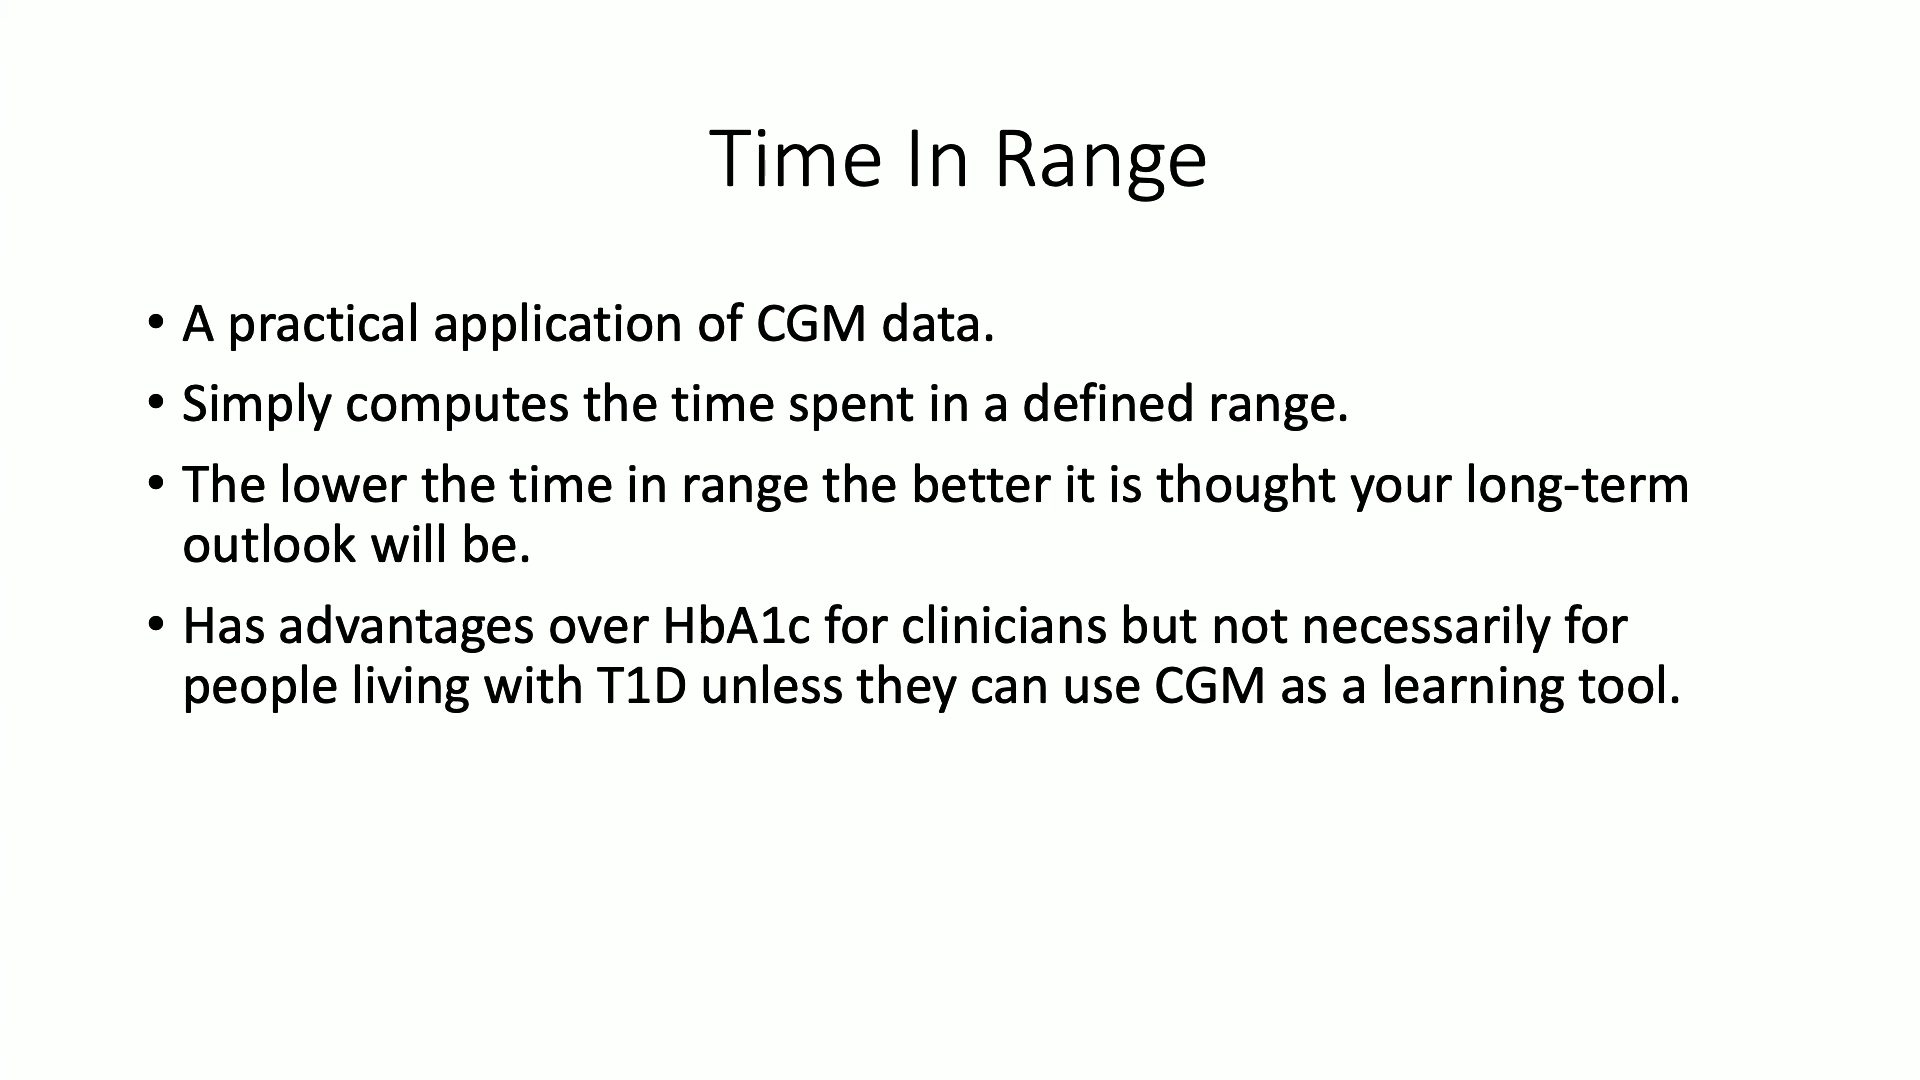 Time In Range
• A practical application of CGM data.
• Simply computes the time spent in a defined range.
• The lower the time in range the better it is thought your long-term
outlook will be.
• Has advantages over HbA1c for clinicians but not necessarily for
people living with T1D unless they can use CGM as a learning tool.